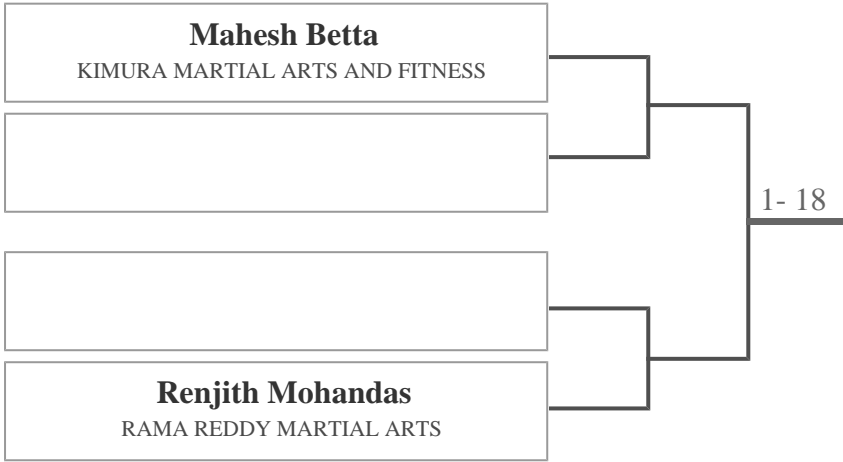 Mahesh Betta
KIMURA MARTIAL ARTS AND FITNESS
1- 18
Renjith Mohandas
RAMA REDDY MARTIAL ARTS